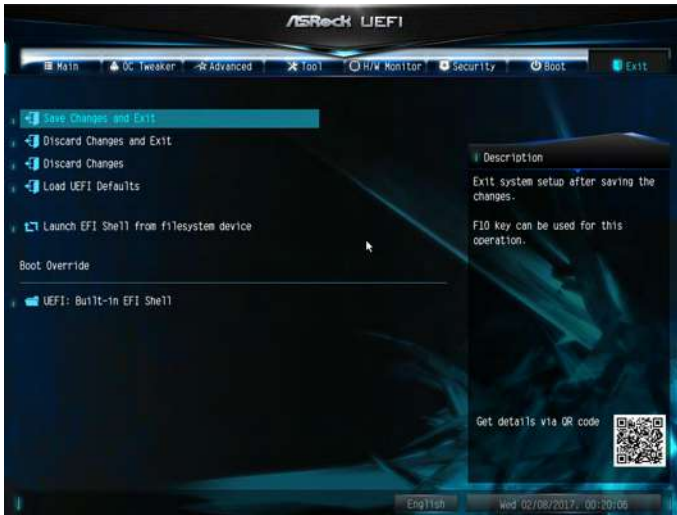 ASRock UEFI
Main OC Tweaker Advanced Tool H/W Monitor Security Boot Exit
Save Changes and Exit
Discard Changes and Exit
Discard Changes
Load UEFI Defaults
Launch EFI Shell from filesystem device
Boot Override
UEFI: Built-in EFI Shell
Description
Exit system setup after saving the
changes.
F10 key can be used for this
operation.
Get details via QR code
English Wed 02/08/2017. 00:20:06